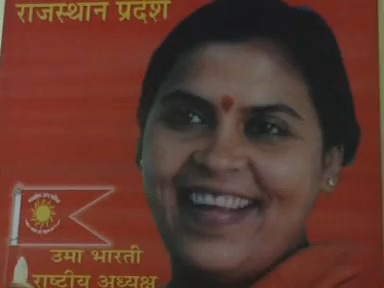 राजस्थान प्रदेश
उमा भारती
राष्ट्रीय अध्यक्ष